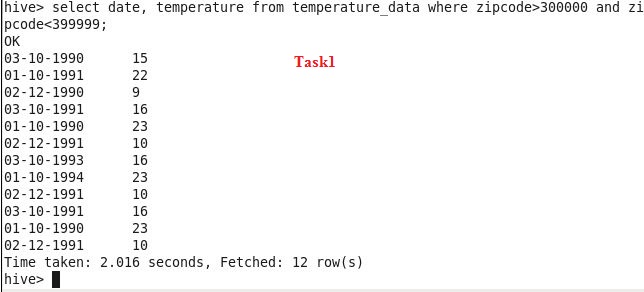 hive> select date, temperature from temperature_data where zipcode>300000 and zi
pcode<399999;
OK
03-10-1990 15
Task1
01-10-1991 22
02-12-1990 9
03-10-1991 16
01-10-1990 23
02-12-1991 10
03-10-1993 16
01-10-1994 23
02-12-1991 10
03-10-1991 16
01-10-1990 23
02-12-1991 10
Time taken: 2.016 seconds, Fetched: 12 row(s)
hive>